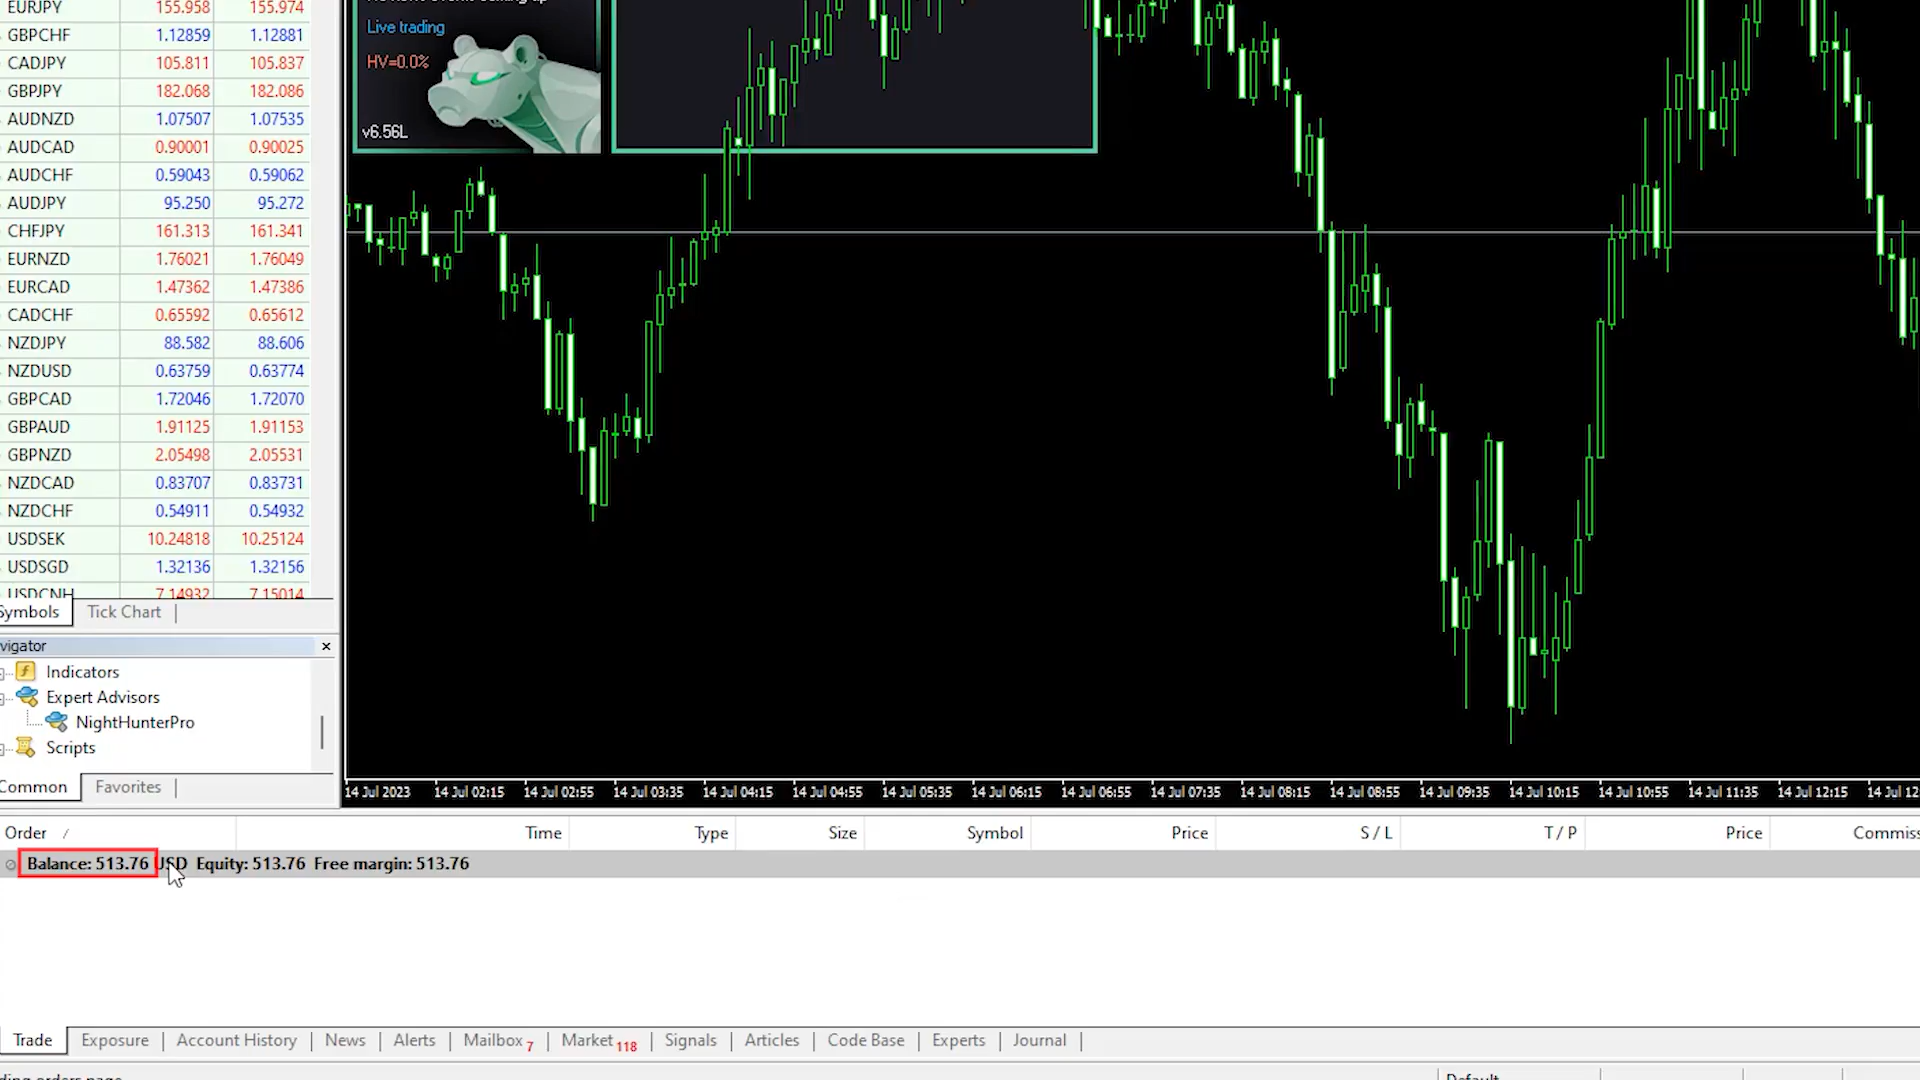 EURJPY 155.958 155.974
GBPCHF 1.12859 1.12881
CADJPY 105.811 105.837
GBPJPY 182.068 182.086
AUDNZD 1.07507 1.07535
AUDCAD 0.90001 0.90025
AUDCHF 0.59043 0.59062
AUDJPY 95.250 95.272
CHFJPY 161.313 161.341
EURNZD 1.76021 1.76049
EURCAD 1.47362 1.47386
CADCHF 0.65592 0.65612
NZDJPY 88.582 88.606
NZDUSD 0.63759 0.63774
GBPCAD 1.72046 1.72070
GBPAUD 1.91125 1.91153
GBPNZD 2.05498 2.05531
NZDCAD 0.83707 0.83731
NZDCHF 0.54911 0.54932
USDSEK 10.24818 10.25124
USDSGD 1.32136 1.32156
USDCNH 7.14932 7.15014
Symbols | Tick Chart |
Live trading
HV=0.0%
v6.56L
vigator
Indicators
Expert Advisors
NightHunterPro
Scripts
Common | Favorites |
14 Jul 2023 14 Jul 02:15 14 Jul 02:55 14 Jul 03:35 14 Jul 04:15 14 Jul 04:55 14 Jul 05:35 14 Jul 06:15 14 Jul 06:55 14 Jul 07:35 14 Jul 08:15 14 Jul 08:55 14 Jul 09:35 14 Jul 10:15 14 Jul 10:55 14 Jul 11:35 14 Jul 12:15 14 Jul 12:
Order / Time Type Size Symbol Price S / L T / P Price Commiss
Balance: 513.76 USD Equity: 513.76 Free margin: 513.76
Trade | Exposure | Account History | News | Alerts | Mailbox 7 | Market 118 | Signals | Articles | Code Base | Experts | Journal |
Default